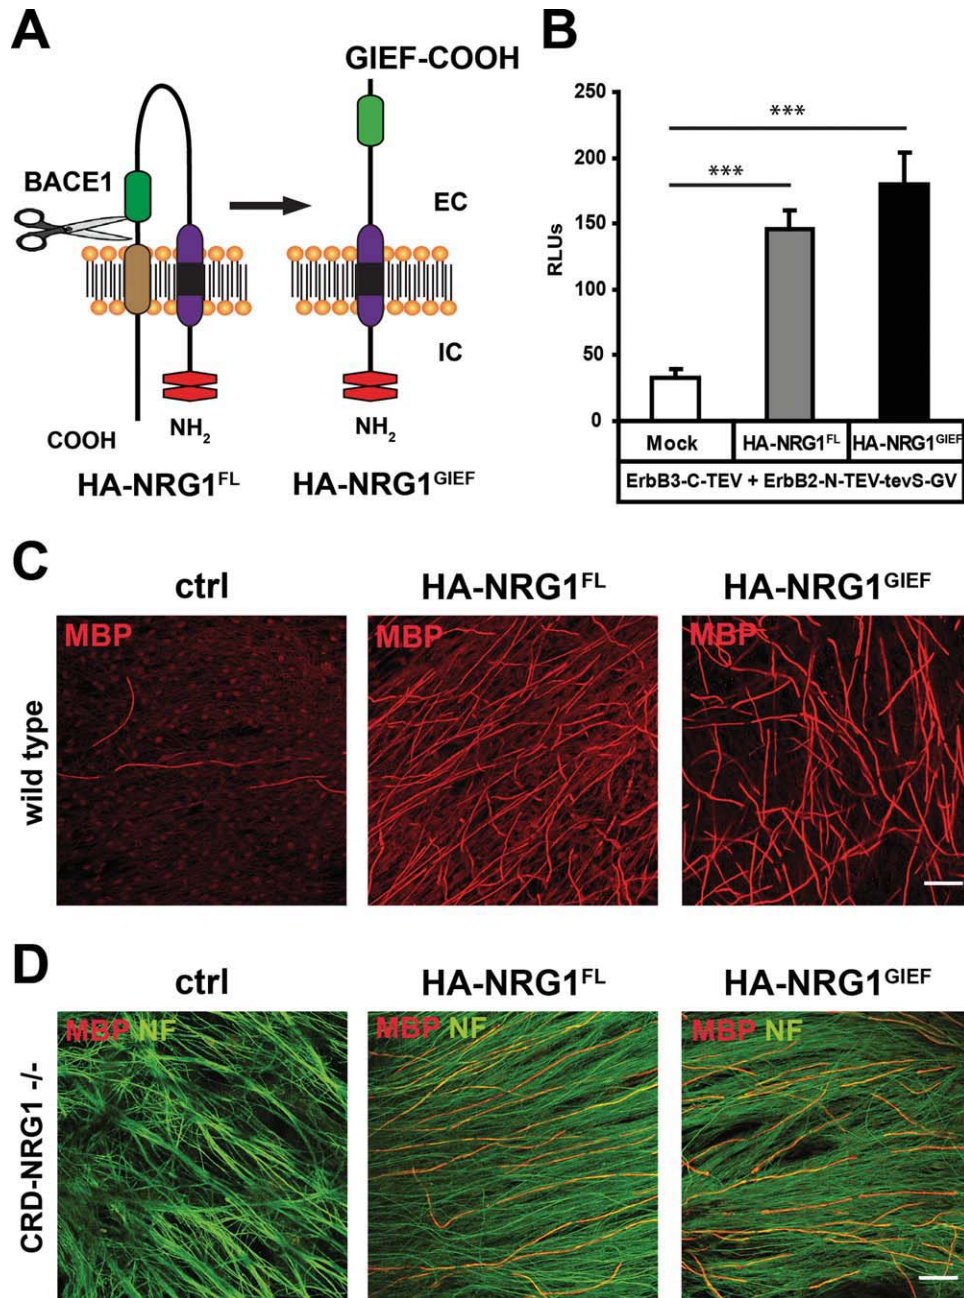 A
GIEF-COOH
BACE1
EC
IC
COOH
NH2
NH2
HA-NRG1FL
HA-NRG1GIEF
B
RLUs
250
200
150
100
50
0
***
***
Mock
HA-NRG1FL
HA-NRG1GIEF
ErbB3-C-TEV + ErbB2-N-TEV-tevS-GV
C
ctrl
HA-NRG1FL
HA-NRG1GIEF
wild type
MBP
MBP
MBP
D
ctrl
HA-NRG1FL
HA-NRG1GIEF
CRD-NRG1 -/-
MBP NF
MBP NF
MBP NF